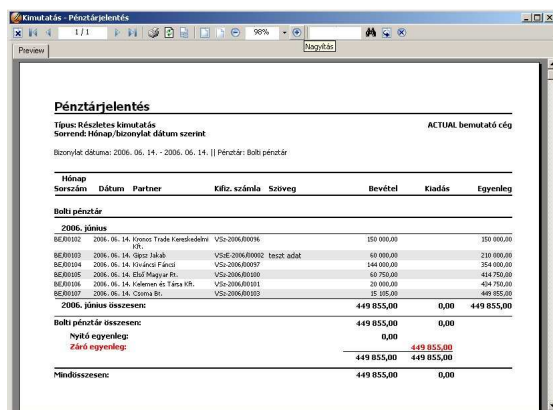 Kimutatás - Pénztárjelentés
1 / 1 98%
Nagyítás
Preview
Pénztárjelentés
Típus: Részletes kimutatás ACTUAL bemutató cég
Sorrend: Hónap/bizonylat dátum szerint
Bizonylat dátuma: 2006. 06. 14. - 2006. 06. 14. || Pénztár: Bolti pénztár
Hónap
Sorszám Dátum Partner Kifiz. számla Szöveg Bevétel Kiadás Egyenleg
Bolti pénztár
2006. június
BE/00102 2006. 06. 14. Kronos Trade Kereskedelmi Kft. VSz-2006/00096 150 000,00 150 000,00
BE/00103 2006. 06. 14. Gipsz Jakab VSzE-2006/00002 teszt adat 60 000,00 210 000,00
BE/00104 2006. 06. 14. Kiváncsi Fáncsi VSz-2006/00097 144 000,00 354 000,00
BE/00105 2006. 06. 14. Első Magyar Rt. VSz-2006/00100 60 750,00 414 750,00
BE/00106 2006. 06. 14. Kelemen és Társa Kft. VSz-2006/00101 20 000,00 434 750,00
BE/00107 2006. 06. 14. Csoma Bt. VSz-2006/00103 15 105,00 449 855,00
2006. június összesen: 449 855,00 0,00 449 855,00
Bolti pénztár összesen: 449 855,00 0,00
Nyitó egyenleg: 0,00
Záró egyenleg: 449 855,00
449 855,00 449 855,00
Mindösszesen: 449 855,00 0,00